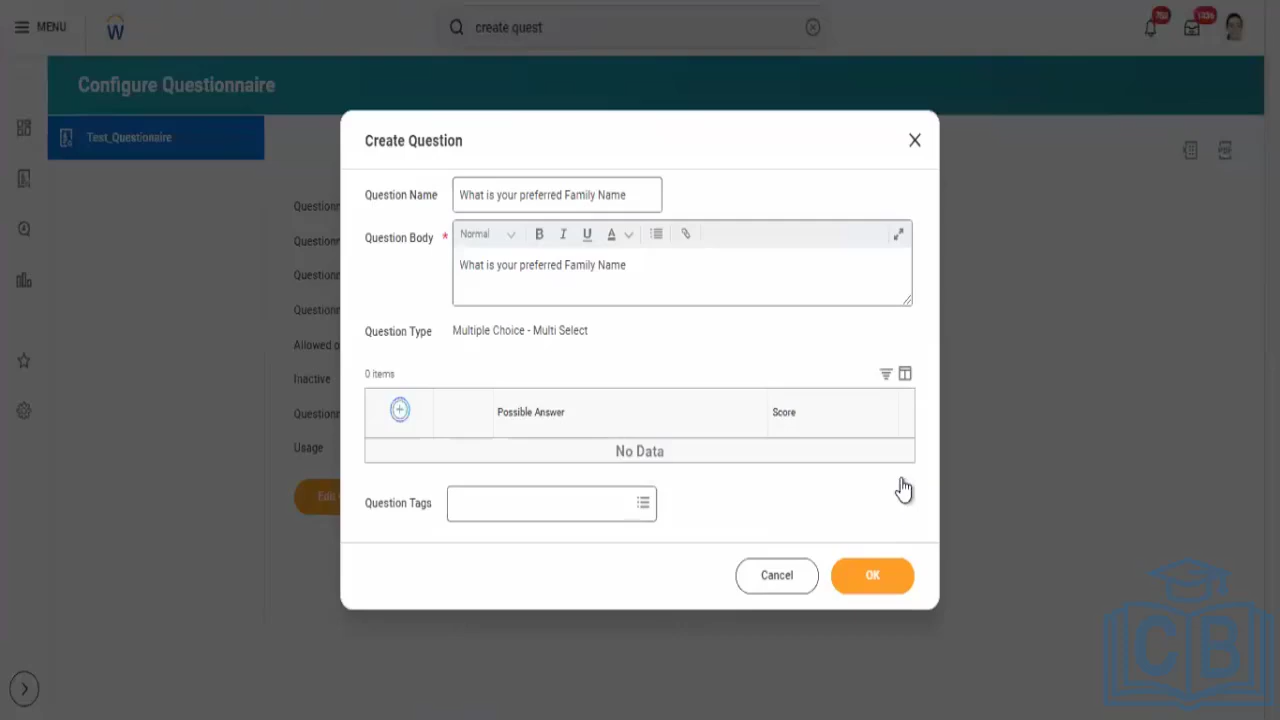 MENU
create quest
Configure Questionnaire
Test_Questionaire
Create Question
Question Name
What is your preferred Family Name
Question Body *
Normal
B I U A
What is your preferred Family Name
Question Type
Multiple Choice - Multi Select
0 items
Possible Answer
Score
No Data
Question Tags
Cancel
OK
Allowed o
Inactive
Usage
Edit
CB